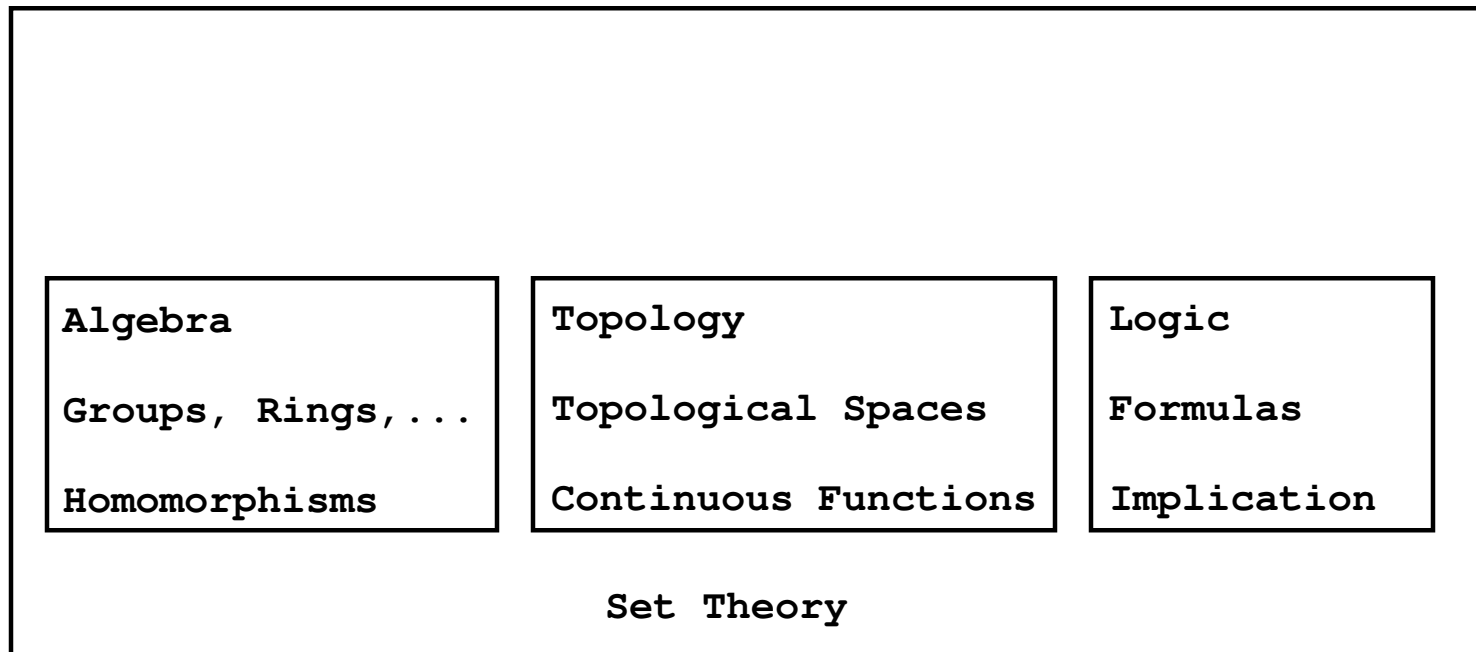 Algebra
Groups, Rings,...
Homomorphisms
Topology
Topological Spaces
Continuous Functions
Logic
Formulas
Implication
Set Theory